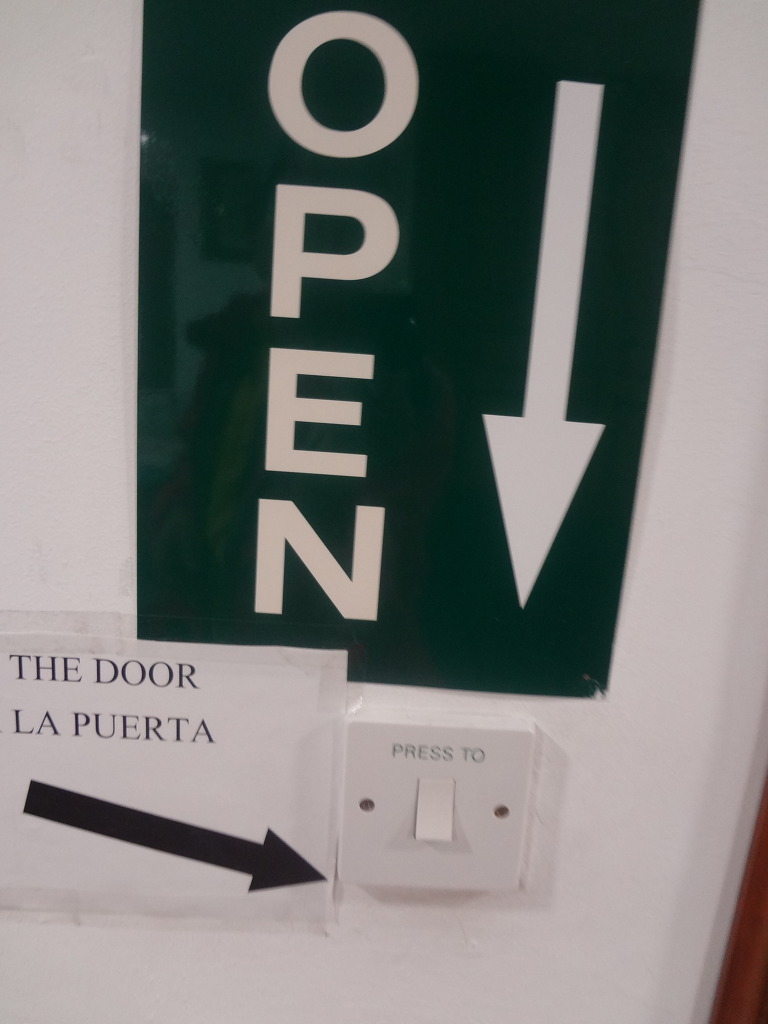 OPEN
THE DOOR
LA PUERTA
PRESS TO